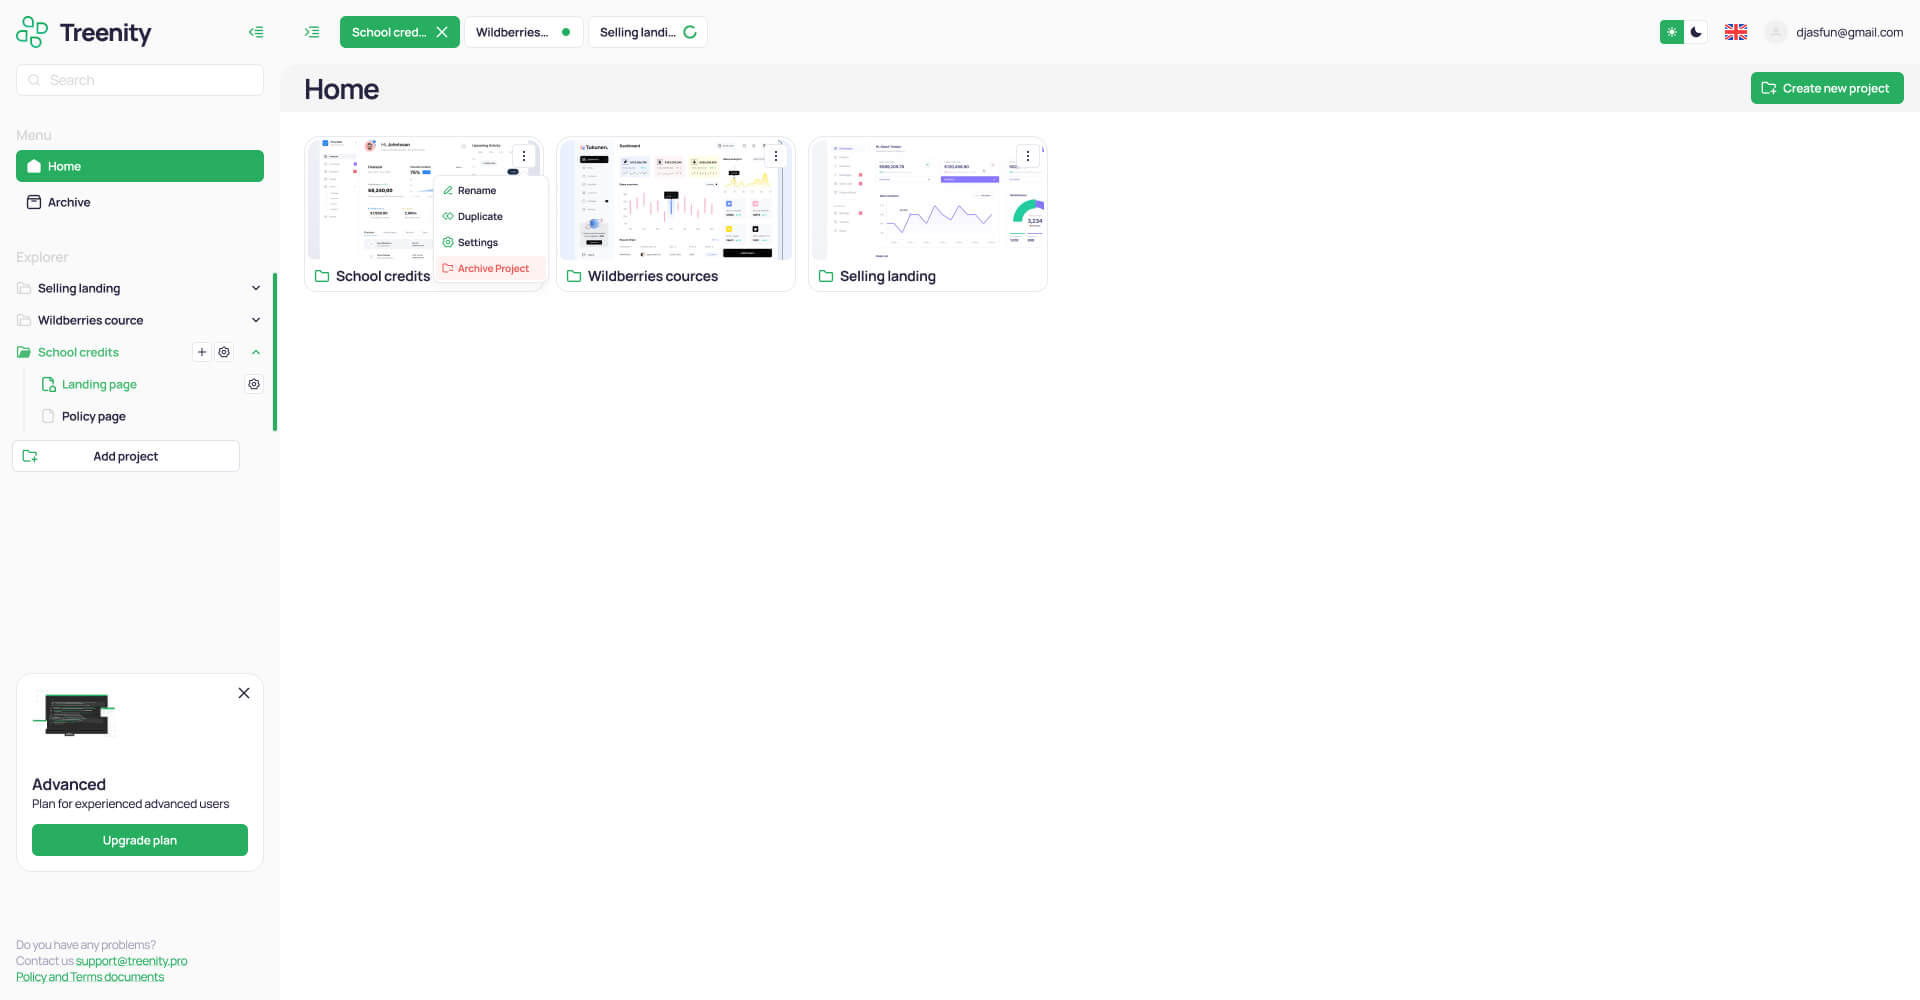 Treenity
School cred...
Wildberries...
Selling landi...
djasfun@gmail.com
Search
Home
Create new project
Menu
Home
Archive
Explorer
Selling landing
Wildberries cource
School credits
Landing page
Policy page
Add project
Rename
Duplicate
Settings
Archive Project
School credits
Wildberries cources
Selling landing
Advanced
Plan for experienced advanced users
Upgrade plan
Do you have any problems?
Contact us support@treenity.pro
Policy and Terms documents